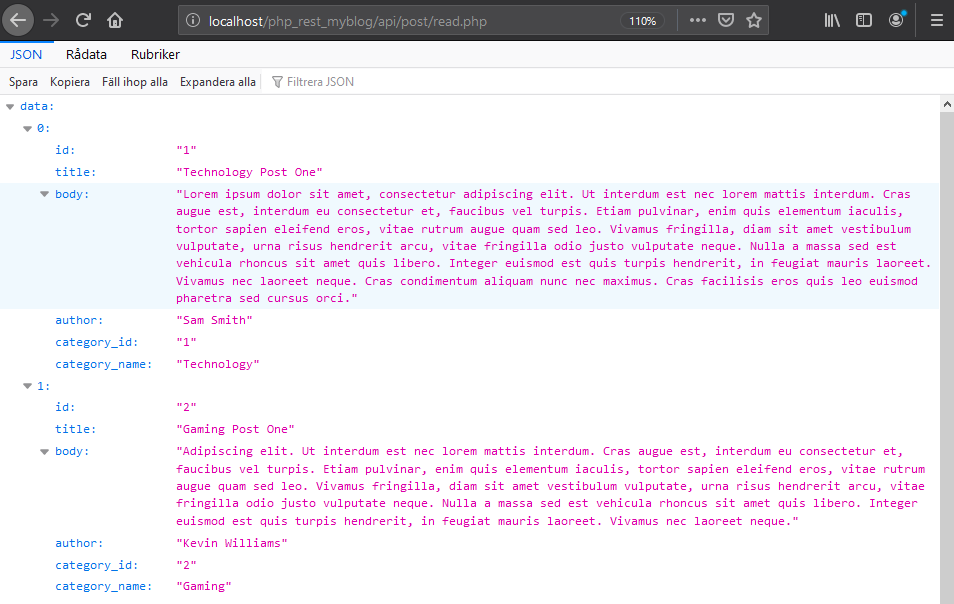 localhost/php_rest_myblog/api/post/read.php 110%
JSON Rådata Rubriker
Spara Kopiera Fäll ihop alla Expandera alla Filtrera JSON
data:
0:
id: "1"
title: "Technology Post One"
body: "Lorem ipsum dolor sit amet, consectetur adipiscing elit. Ut interdum est nec lorem mattis interdum. Cras
augue est, interdum eu consectetur et, faucibus vel turpis. Etiam pulvinar, enim quis elementum iaculis,
tortor sapien eleifend eros, vitae rutrum augue quam sed leo. Vivamus fringilla, diam sit amet vestibulum
vulputate, urna risus hendrerit arcu, vitae fringilla odio justo vulputate neque. Nulla a massa sed est
vehicula rhoncus sit amet quis libero. Integer euismod est quis turpis hendrerit, in feugiat mauris laoreet.
Vivamus nec laoreet neque. Cras condimentum aliquam nunc nec maximus. Cras facilisis eros quis leo euismod
pharetra sed cursus orci."
author: "Sam Smith"
category_id: "1"
category_name: "Technology"
1:
id: "2"
title: "Gaming Post One"
body: "Adipiscing elit. Ut interdum est nec lorem mattis interdum. Cras augue est, interdum eu consectetur et,
faucibus vel turpis. Etiam pulvinar, enim quis elementum iaculis, tortor sapien eleifend eros, vitae rutrum
augue quam sed leo. Vivamus fringilla, diam sit amet vestibulum vulputate, urna risus hendrerit arcu, vitae
fringilla odio justo vulputate neque. Nulla a massa sed est vehicula rhoncus sit amet quis libero. Integer
euismod est quis turpis hendrerit, in feugiat mauris laoreet. Vivamus nec laoreet neque."
author: "Kevin Williams"
category_id: "2"
category_name: "Gaming"